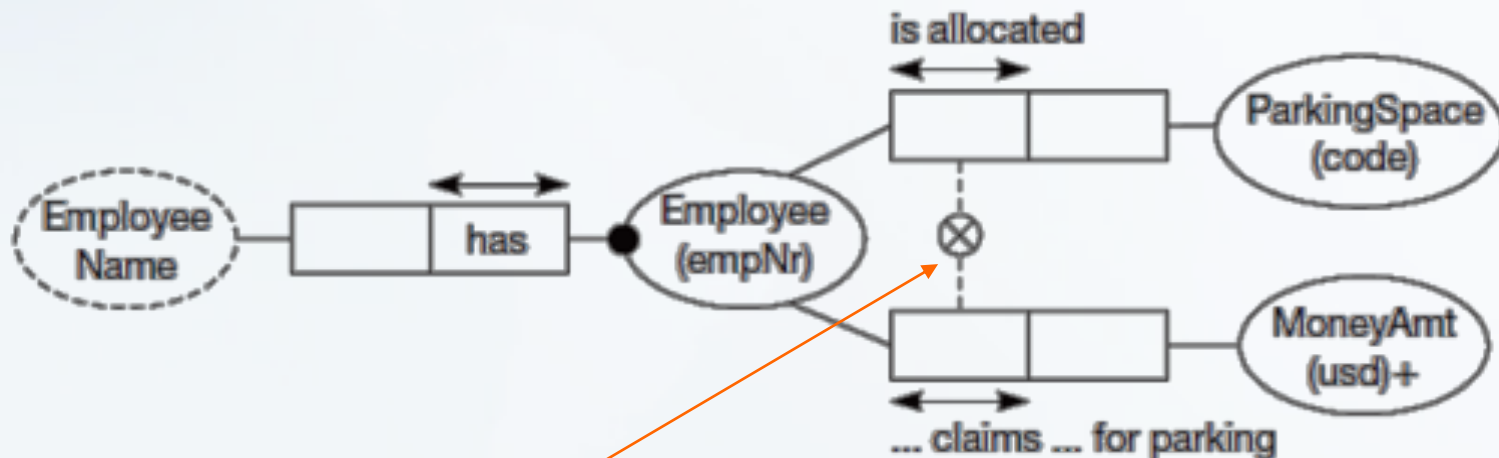 is allocated
ParkingSpace
(code)
Employee
Name
has
Employee
(empNr)
MoneyAmt
(usd)+
... claims ... for parking